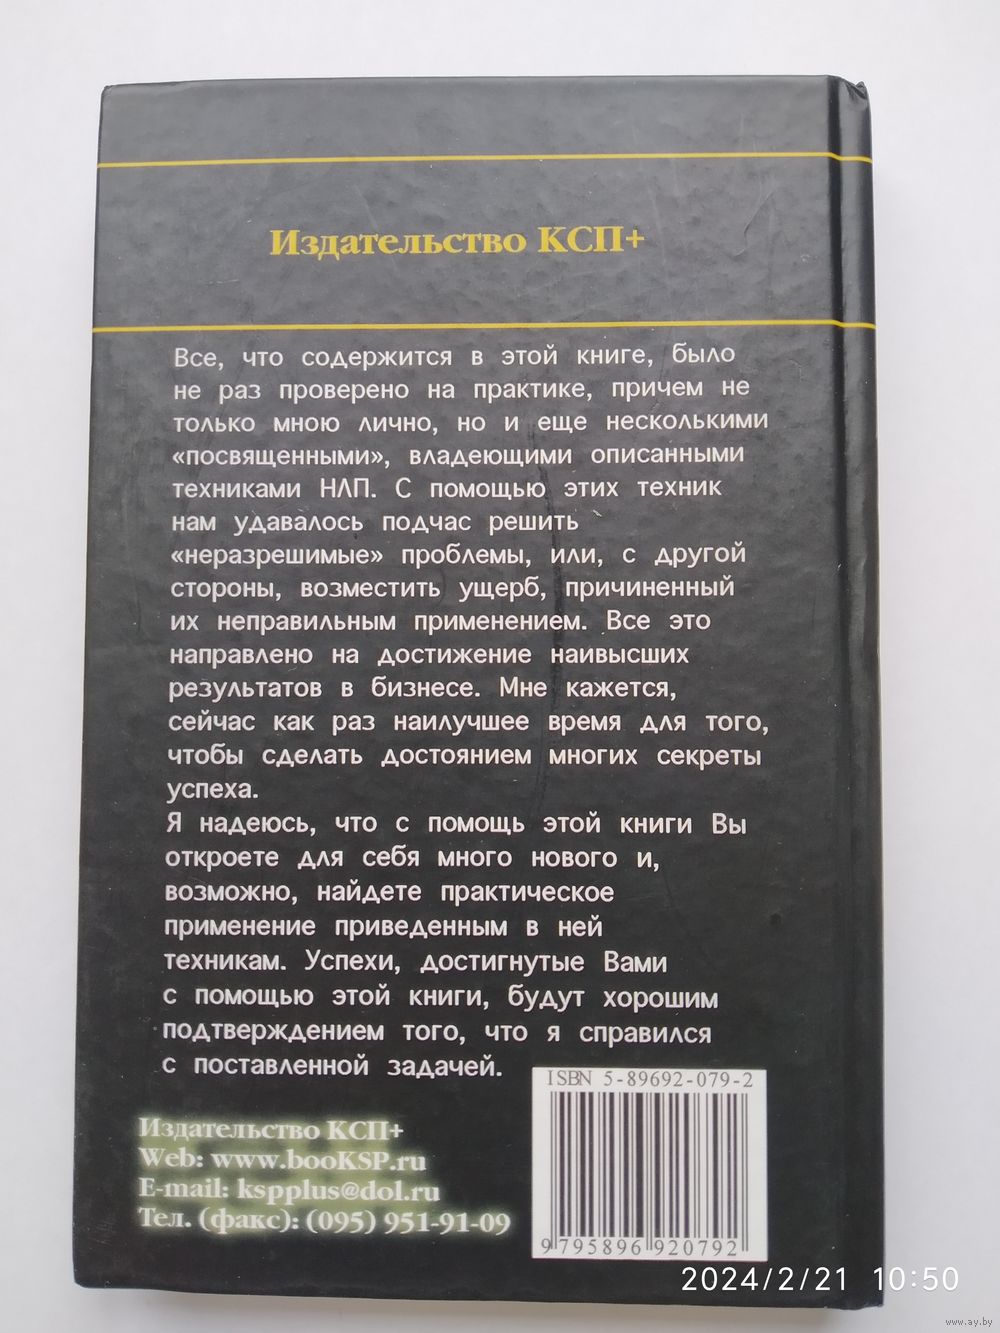 Издательство КСП+
Все, что содержится в этой книге, было
не раз проверено на практике, причем не
только мною лично, но и еще несколькими
«посвященными», владеющими описанными
техниками НЛП. С помощью этих техник
нам удавалось подчас решить
«неразрешимые» проблемы, или, с другой
стороны, возместить ущерб, причиненный
их неправильным применением. Все это
направлено на достижение наивысших
результатов в бизнесе. Мне кажется,
сейчас как раз наилучшее время для того,
чтобы сделать достоянием многих секреты
успеха.
Я надеюсь, что с помощь этой книги Вы
откроете для себя много нового и,
возможно, найдете практическое
применение приведенным в ней
техникам. Успехи, достигнутые Вами
с помощью этой книги, будут хорошим
подтверждением того, что я справился
с поставленной задачей.
ISBN 5-89692-079-2
Издательство КСП+
Web: www.booKSP.ru
E-mail: kspplus@dol.ru
Тел. (факс): (095) 951-91-09
9 795896 920792
2024/2/21 10:50
www.ay.by